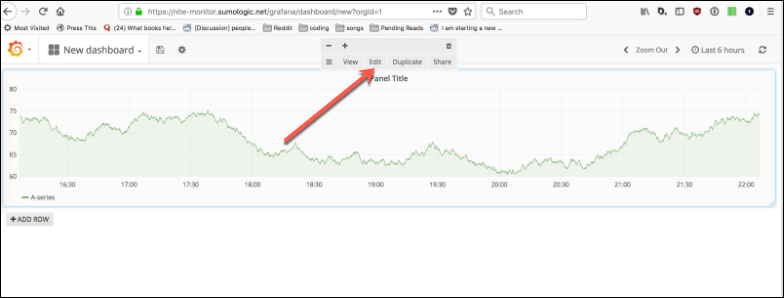 https://nite-monitor.sumologic.net/grafana/dashboard/new?orgId=1
Search
Most Visited Press This Q (24) What books hel... [Discussion] people... Reddit coding songs Pending Reads I am starting a new ...
New dashboard
Zoom Out Last 6 hours
View Edit Duplicate Share
Panel Title
80
75
70
65
60
16:30 17:00 17:30 18:00 18:30 19:00 19:30 20:00 20:30 21:00 21:30 22:00
A-series
+ ADD ROW